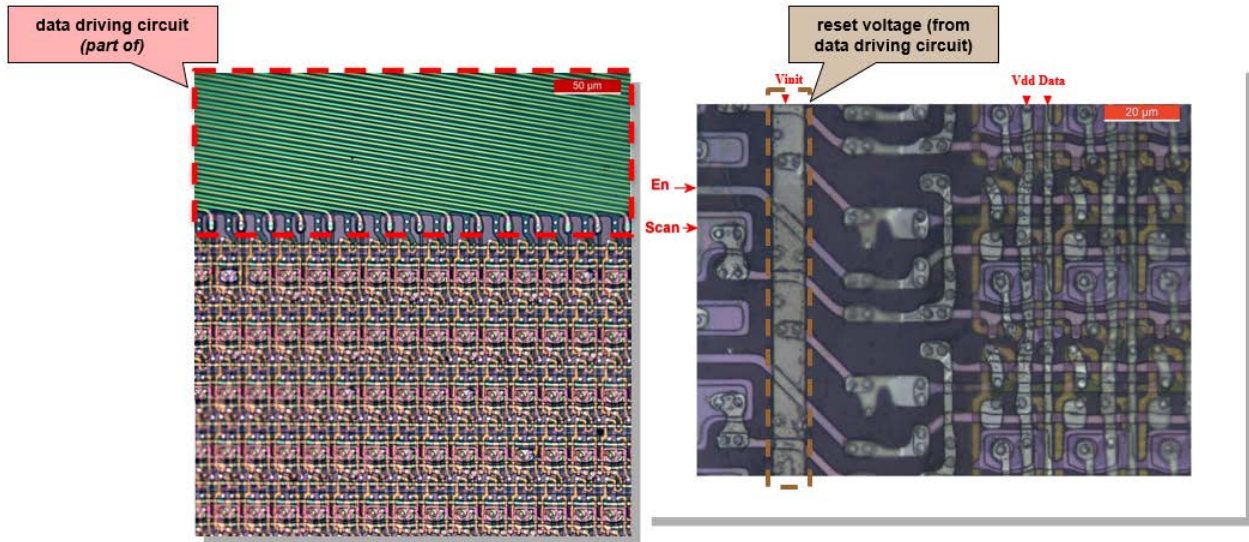 data driving circuit
(part of)
50 µm
reset voltage (from
data driving circuit)
Vinit
Vdd Data
20 µm
En
Scan